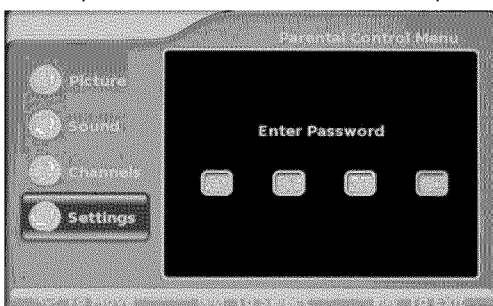 Parental Control Menu
Picture
Sound
Channels
Settings
Enter Password